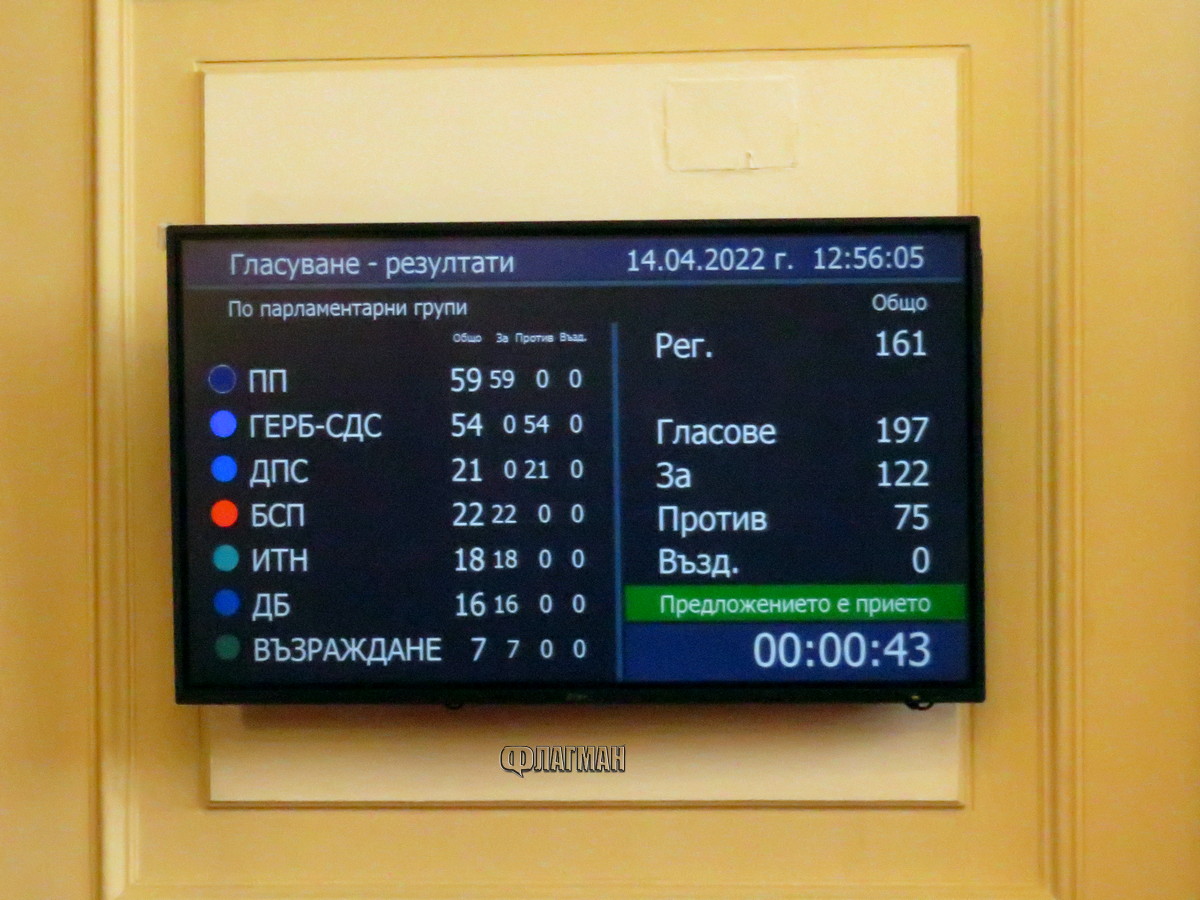 Гласуване - резултати 14.04.2022 г. 12:56:05
По парламентарни групи
Общо За Против Възд.
ПП 59 59 0 0
ГЕРБ-СДС 54 0 54 0
ДПС 21 0 21 0
БСП 22 22 0 0
ИТН 18 18 0 0
ДБ 16 16 0 0
ВЪЗРАЖДАНЕ 7 7 0 0
Общо
Рег. 161
Гласове 197
За 122
Против 75
Възд. 0
Предложението е прието
00:00:43
ФЛАГМАН